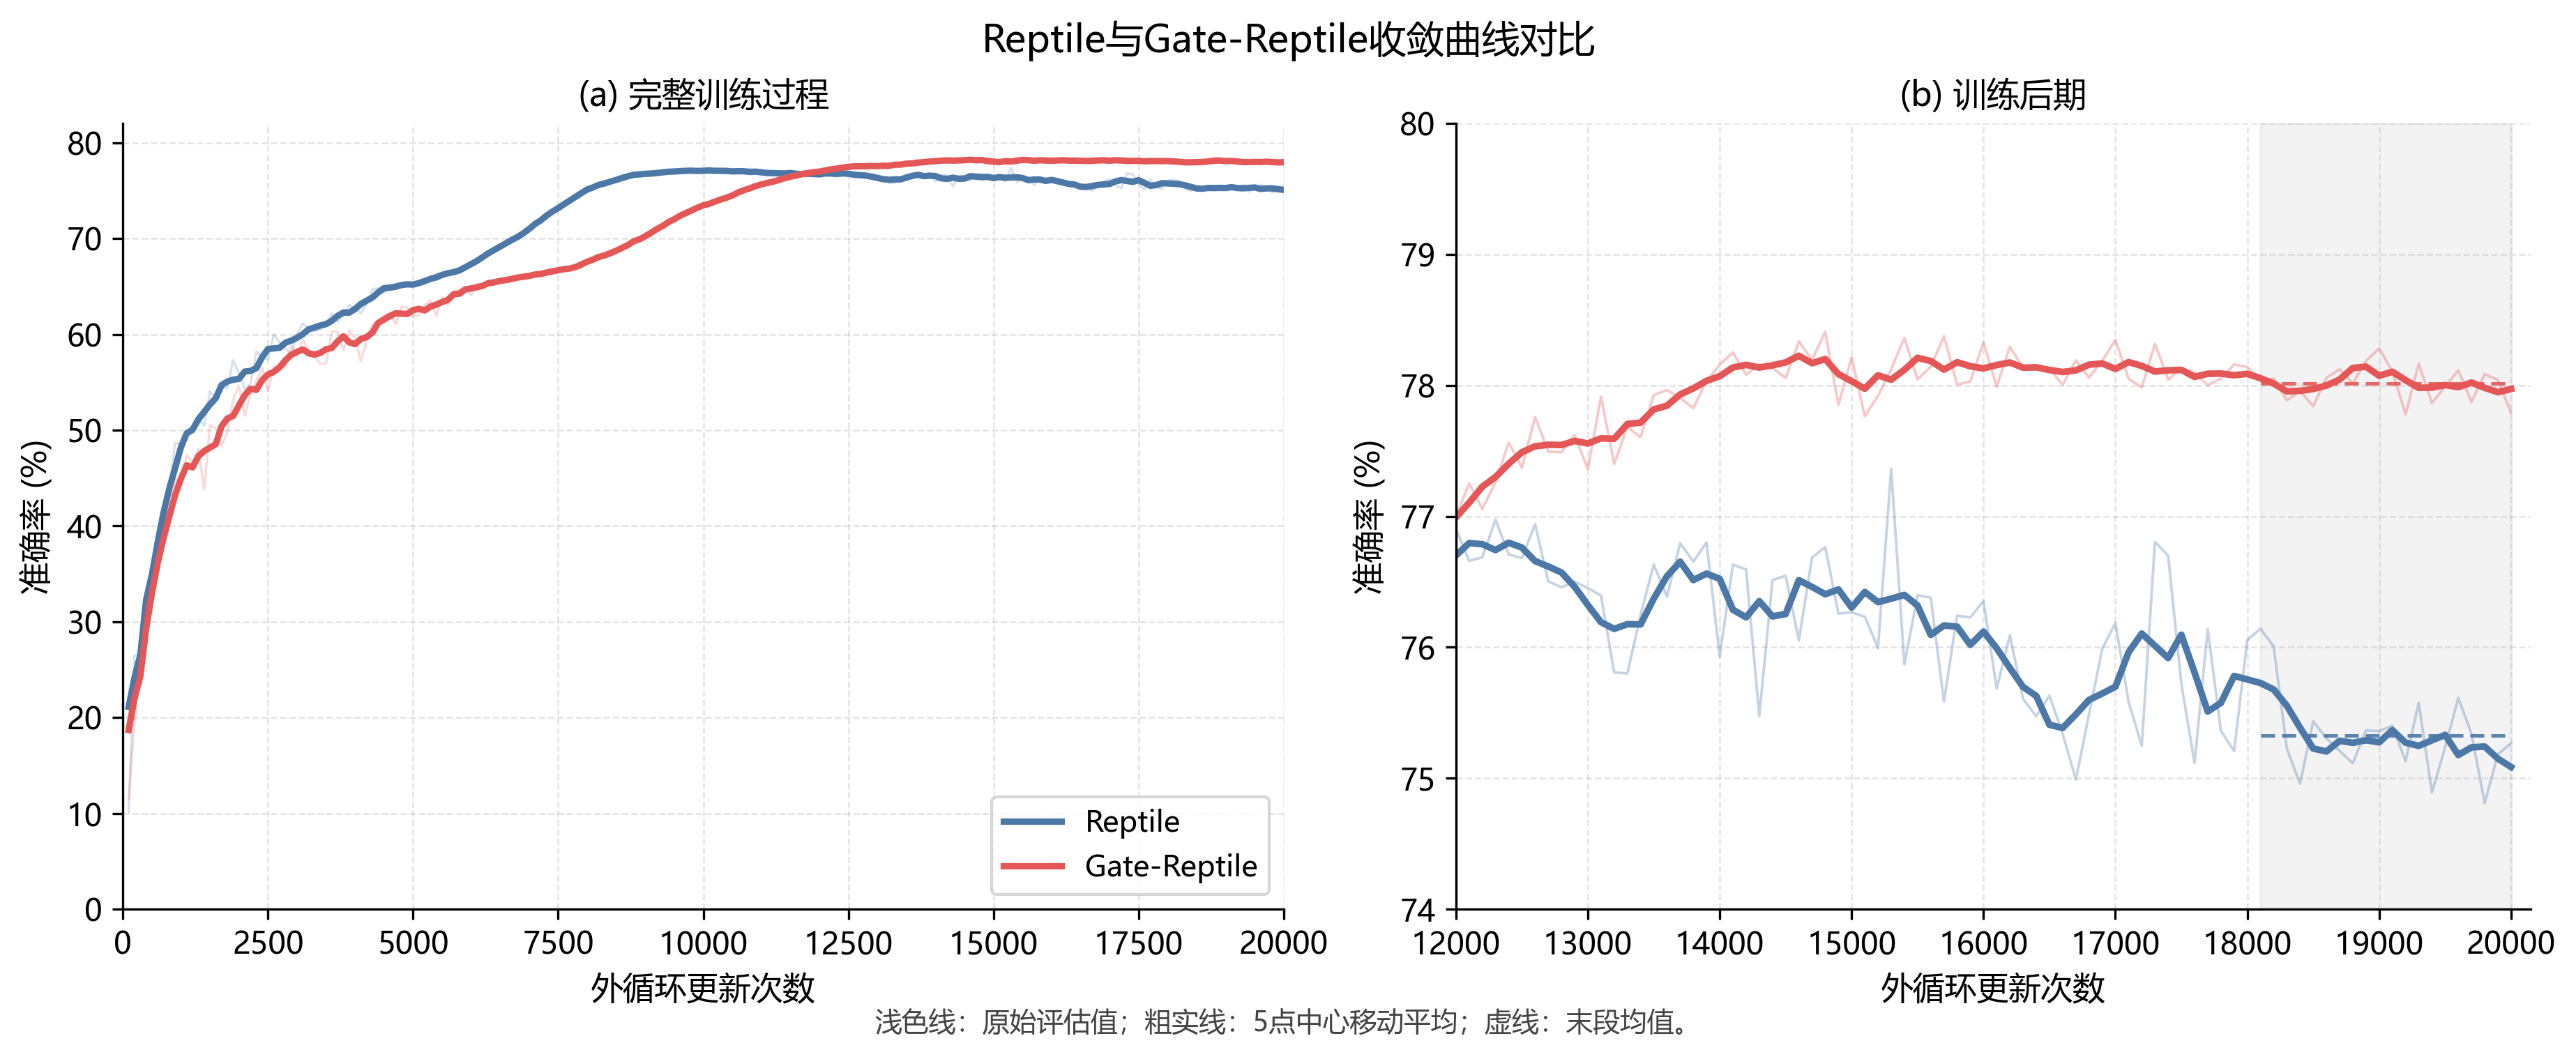 Reptile与Gate-Reptile收敛曲线对比
(a) 完整训练过程
准确率 (%)
80
70
60
50
40
30
20
10
0
0 2500 5000 7500 10000 12500 15000 17500 20000
外循环更新次数
Reptile
Gate-Reptile
(b) 训练后期
准确率 (%)
80
79
78
77
76
75
74
12000 13000 14000 15000 16000 17000 18000 19000 20000
外循环更新次数
浅色线：原始评估值；粗实线：5点中心移动平均；虚线：末段均值。